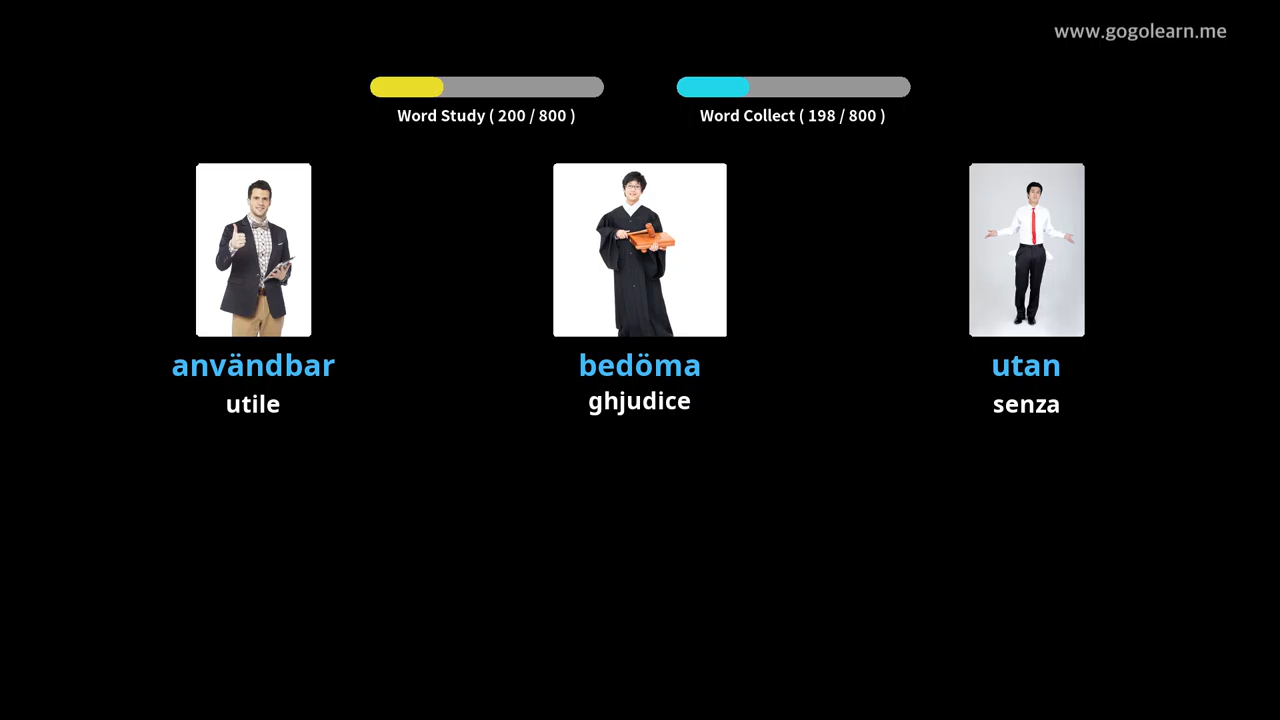 www.gogolearn.me
Word Study ( 200 / 800 )
Word Collect ( 198 / 800 )
användbar
bedöma
utan
utile
ghjudice
senza